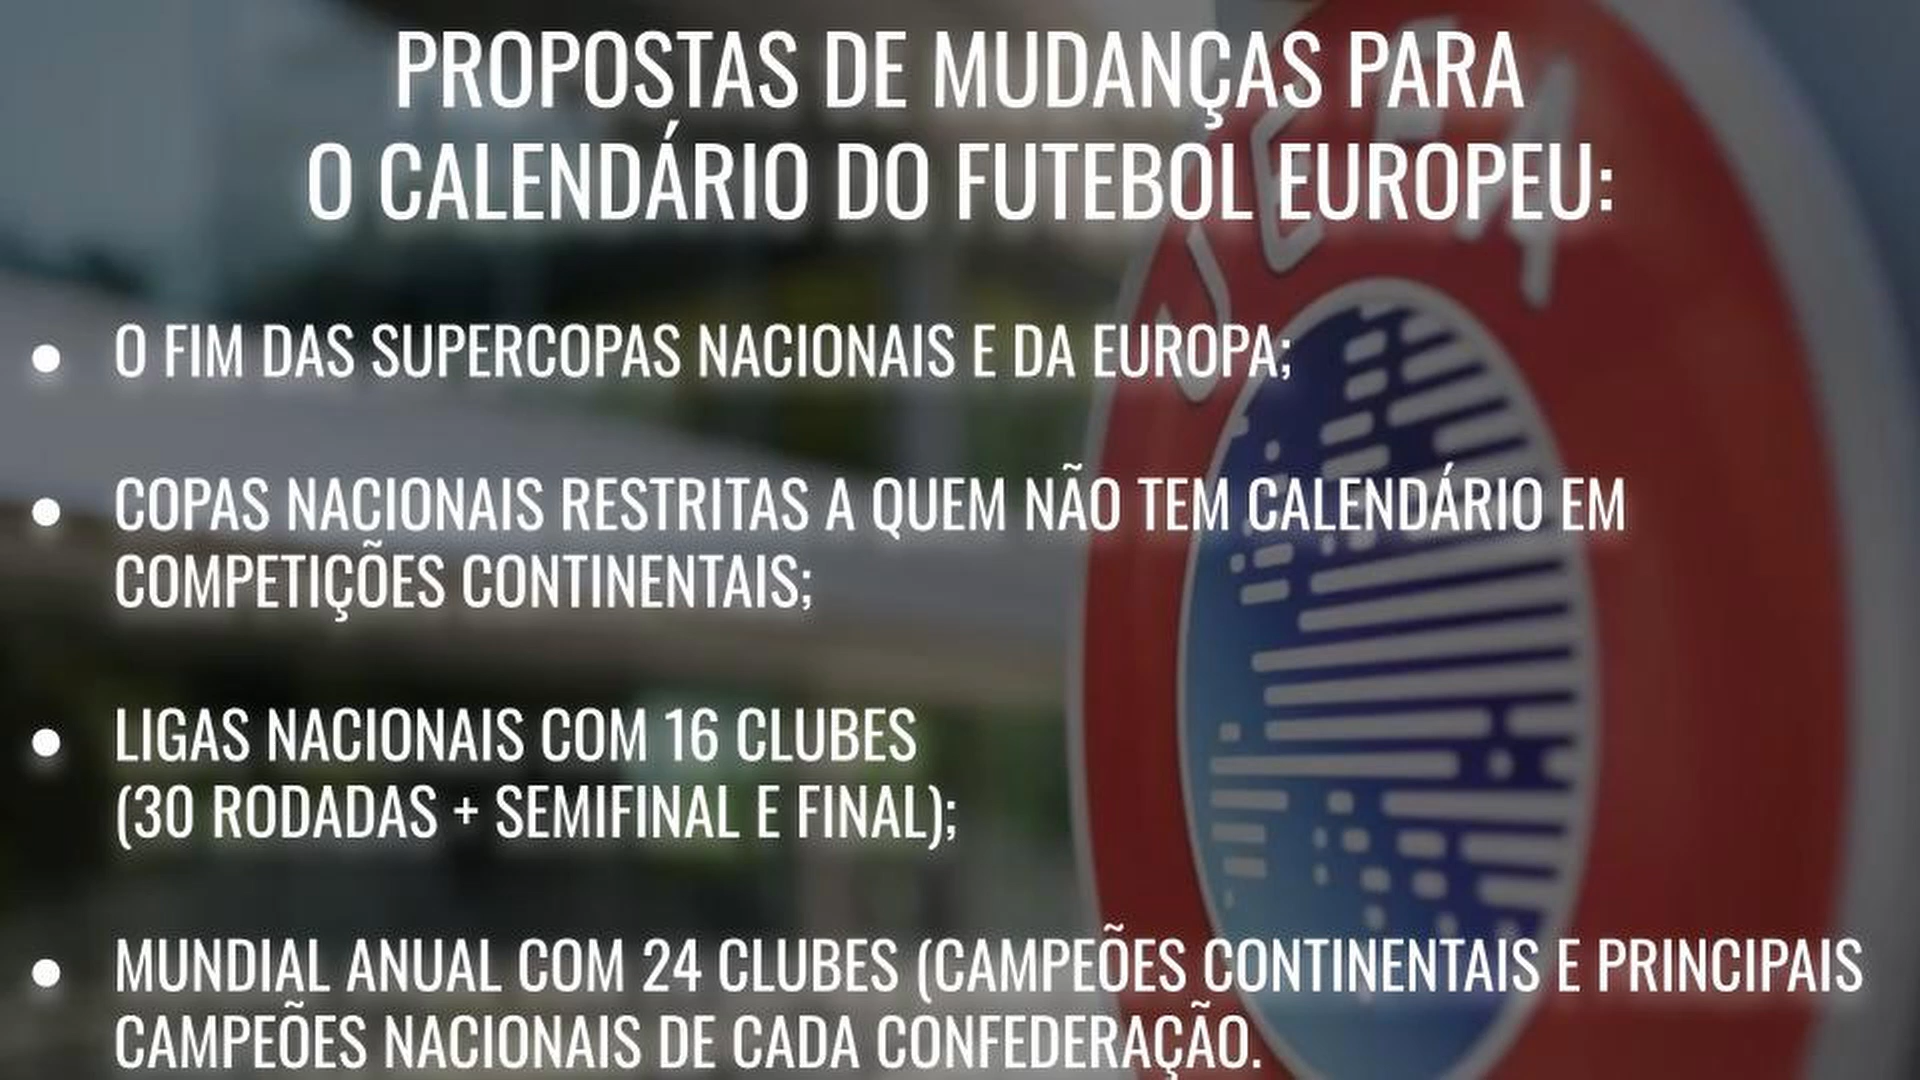 PROPOSTAS DE MUDANÇAS PARA
O CALENDÁRIO DO FUTEBOL EUROPEU:
UEFA
• O FIM DAS SUPERCOPAS NACIONAIS E DA EUROPA;
• COPAS NACIONAIS RESTRITAS A QUEM NÃO TEM CALENDÁRIO EM
COMPETIÇÕES CONTINENTAIS;
• LIGAS NACIONAIS COM 16 CLUBES
(30 RODADAS + SEMIFINAL E FINAL);
• MUNDIAL ANUAL COM 24 CLUBES (CAMPEÕES CONTINENTAIS E PRINCIPAIS
CAMPEÕES NACIONAIS DE CADA CONFEDERAÇÃO.